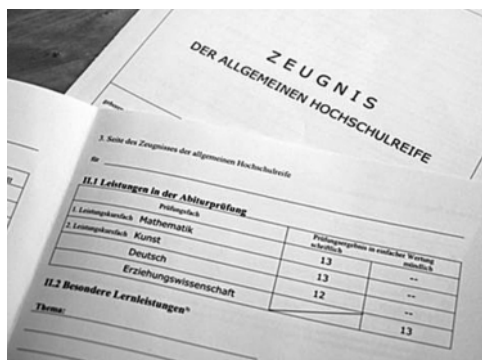 ZEUGNIS
DER ALLGEMEINEN HOCHSCHULREIFE
3. Seite des Zeugnisses der allgemeinen Hochschulreife
für
II.1 Leistungen in der Abiturprüfung
Prüfungsfach
Prüfungsergebnis in einfacher Wertung
schriftlich mündlich
1. Leistungskursfach Mathematik 13 --
2. Leistungskursfach Kunst 13 --
Deutsch 12 --
Erziehungswissenschaft 13
II.2 Besondere Lernleistungen*
Thema: